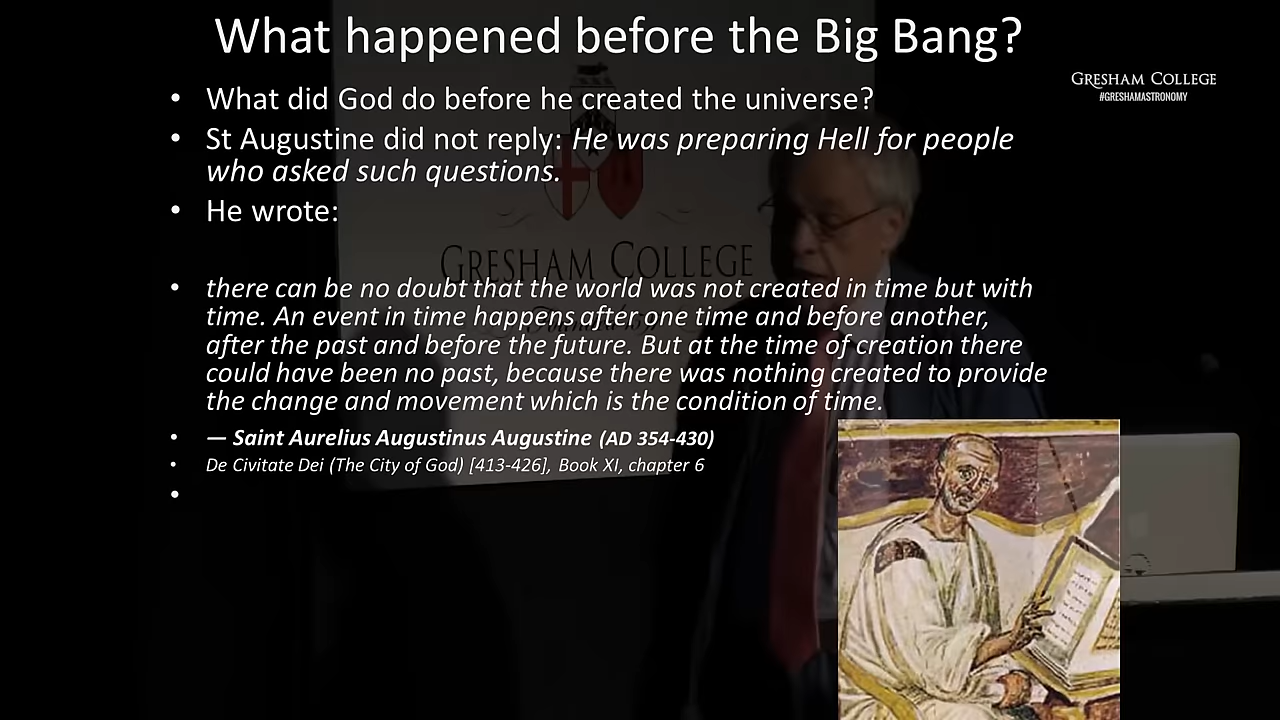 What happened before the Big Bang?
GRESHAM COLLEGE
#GRESHAMASTRONOMY
• What did God do before he created the universe?
• St Augustine did not reply: He was preparing Hell for people
who asked such questions.
• He wrote:
GRESHAM COLLEGE
• there can be no doubt that the world was not created in time but with
time. An event in time happens after one time and before another,
after the past and before the future. But at the time of creation there
could have been no past, because there was nothing created to provide
the change and movement which is the condition of time.
• — Saint Aurelius Augustinus Augustine (AD 354-430)
• De Civitate Dei (The City of God) [413-426], Book XI, chapter 6
•